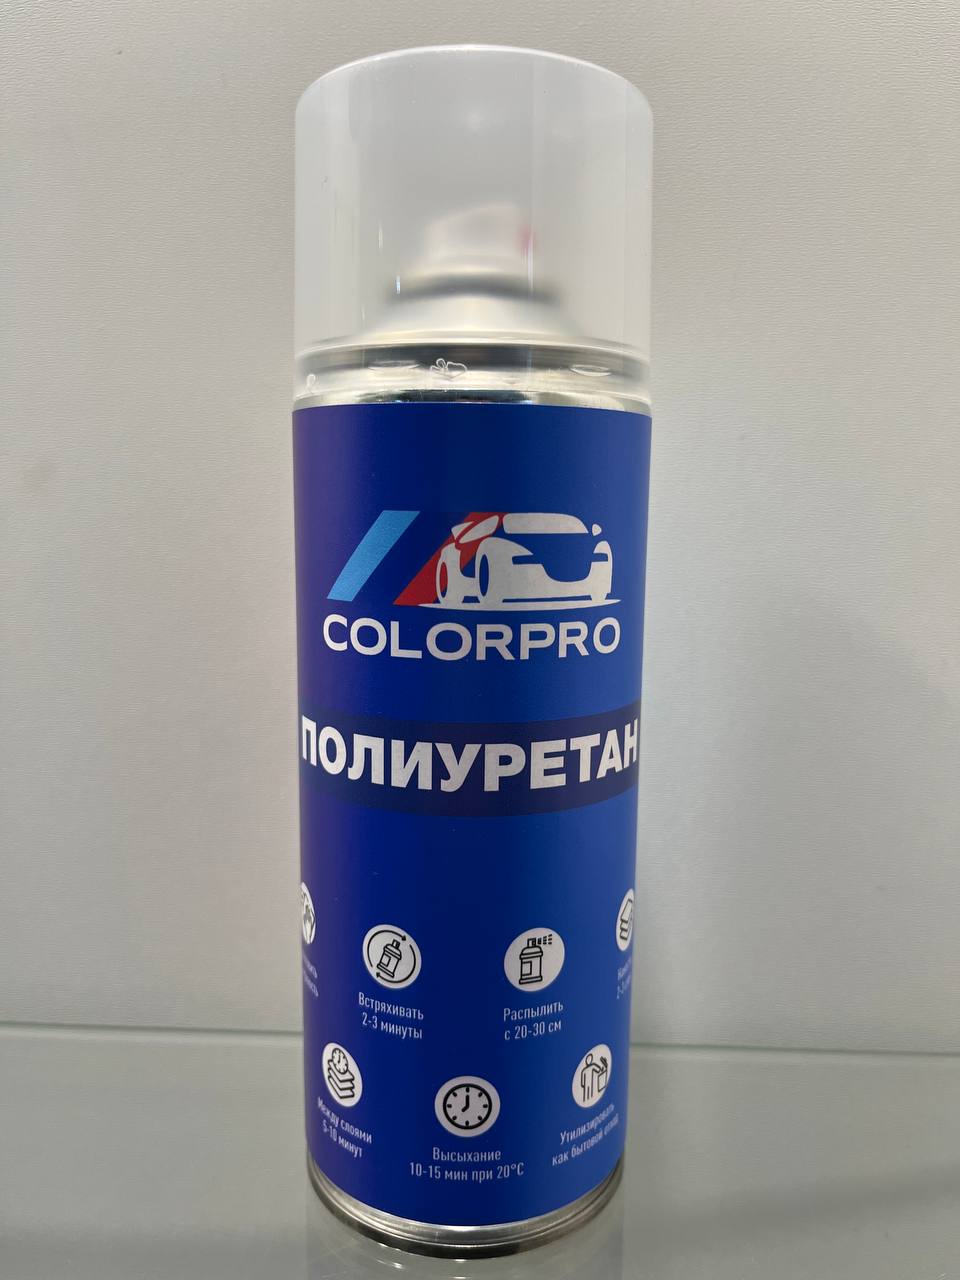 COLORPRO
ПОЛИУРЕТАН
Встряхивать
2-3 минуты
Распылить
с 20-30 см
Между слоями
5-10 минут
Высыхание
10-15 мин при 20°С
Утилизировать
как бытовой отход